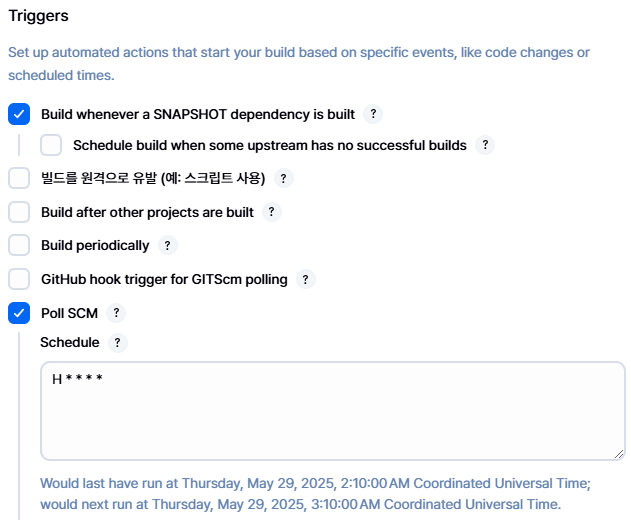 Triggers
Set up automated actions that start your build based on specific events, like code changes or
scheduled times.
Build whenever a SNAPSHOT dependency is built ?
Schedule build when some upstream has no successful builds ?
빌드를 원격으로 유발 (예: 스크립트 사용) ?
Build after other projects are built ?
Build periodically ?
GitHub hook trigger for GITScm polling ?
Poll SCM ?
Schedule ?
H * * * *
Would last have run at Thursday, May 29, 2025, 2:10:00 AM Coordinated Universal Time;
would next run at Thursday, May 29, 2025, 3:10:00 AM Coordinated Universal Time.